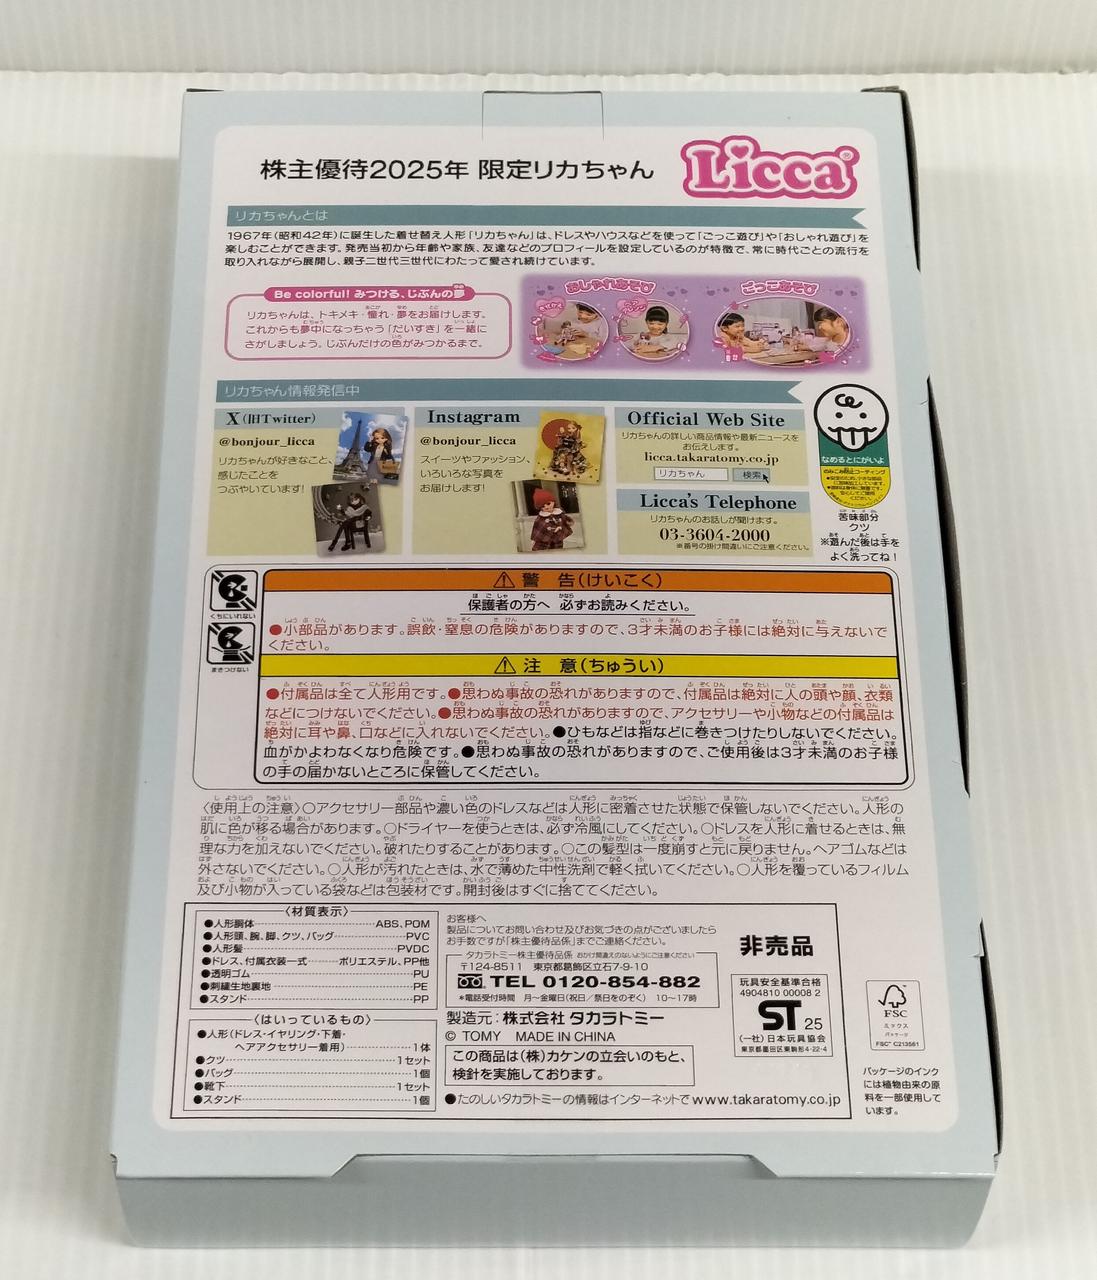 株主優待2025年 限定リカちゃん
Licca®
リカちゃんとは
1967年(昭和42年)に誕生した着せ替え人形「リカちゃん」は、ドレスやハウスなどを使って「ごっこ遊び」や「おしゃれ遊び」を
楽しむことができます。発売当初から年齢や家族、友達などのプロフィールを設定しているのが特徴で、常に時代ごとの流行を
取り入れながら展開し、親子二世代三世代にわたって愛され続けています。
Be colorful! みつける、じぶんの夢
リカちゃんは、トキメキ・憧れ・夢をお届けします。
これからも夢中になっちゃう「だいすき」を一緒に
さがしましょう。じぶんだけの色がみつかるまで。
おしゃれあそび
ごっこあそび
リカちゃん情報発信中
X(旧Twitter)
@bonjour_licca
リカちゃんが好きなこと、
感じたことを
つぶやいています!
Instagram
@bonjour_licca
スイーツやファッション、
いろいろな写真を
お届けします!
Official Web Site
リカちゃんの詳しい商品情報や最新ニュースを
お伝えします。
licca.takaratomy.co.jp
リカちゃん 検索
Licca's Telephone
リカちゃんのお話しが聞けます。
03-3604-2000
※番号の掛け間違いにご注意ください。
なめるとにがいよ
のみこみ防止コーティング
苦味部分
クツ
※遊んだ後は手を
よく洗ってね!
くちにいれない
まきつけない
⚠警 告(けいこく)
保護者の方へ 必ずお読みください。
●小部品があります。誤飲・窒息の危険がありますので、3才未満のお子様には絶対に与えないで
ください。
⚠注 意(ちゅうい)
●付属品は全て人形用です。●思わぬ事故の恐れがありますので、付属品は絶対に人の頭や顔、衣類
などにつけないでください。●思わぬ事故の恐れがありますので、アクセサリーや小物などの付属品は
絶対に耳や鼻、口などに入れないでください。●ひもなどは指などに巻きつけたりしないでください。
血がかよわなくなり危険です。●思わぬ事故の恐れがありますので、ご使用後は3才未満のお子様
の手の届かないところに保管してください。
〈使用上の注意〉○アクセサリー部品や濃い色のドレスなどは人形に密着させた状態で保管しないでください。人形の
肌に色が移る場合があります。○ドライヤーを使うときは、必ず冷風にしてください。○ドレスを人形に着せるときは、無
理な力を加えないでください。破れたりすることがあります。○この髪型は一度崩すと元に戻りません。ヘアゴムなどは
外さないでください。○人形が汚れたときは、水で薄めた中性洗剤で軽く拭いてください。○人形を覆っているフィルム
及び小物が入っている袋などは包装材です。開封後はすぐに捨ててください。
〈材質表示〉
●人形胴体 ABS、POM
●人形頭、腕、脚、クツ、バッグ PVC
●人形髪 PVDC
●ドレス、付属衣装一式 ポリエステル、PP他
●透明ゴム PU
●刺繍生地裏地 PE
●スタンド PP
〈はいっているもの〉
●人形(ドレス・イヤリング・下着・
ヘアアクセサリー着用) 1体
●クツ 1セット
●バッグ 1個
●靴下 1セット
●スタンド 1個
お客様へ
製品についてお問い合わせ及びお気づきの点がございましたら
お手数ですが「株主優待品係」までご連絡ください。
タカラトミー株主優待品係 おかけ間違えのないようにご注意ください
〒124-8511 東京都葛飾区立石7-9-10
TEL 0120-854-882
*電話受付時間 月〜金曜日(祝日/祭日をのぞく) 10〜17時
製造元:株式会社 タカラトミー
© TOMY MADE IN CHINA
この商品は(株)カケンの立会いのもと、
検針を実施しております。
●たのしいタカラトミーの情報はインターネットで www.takaratomy.co.jp
非売品
玩具安全基準合格
4904810 00008 2
ST 25
(一社)日本玩具協会
東京都墨田区東駒形4-22-4
FSC
ミックス
パッケージ
FSC™ C213561
パッケージのインク
には植物由来の原
料を一部使用して
います。